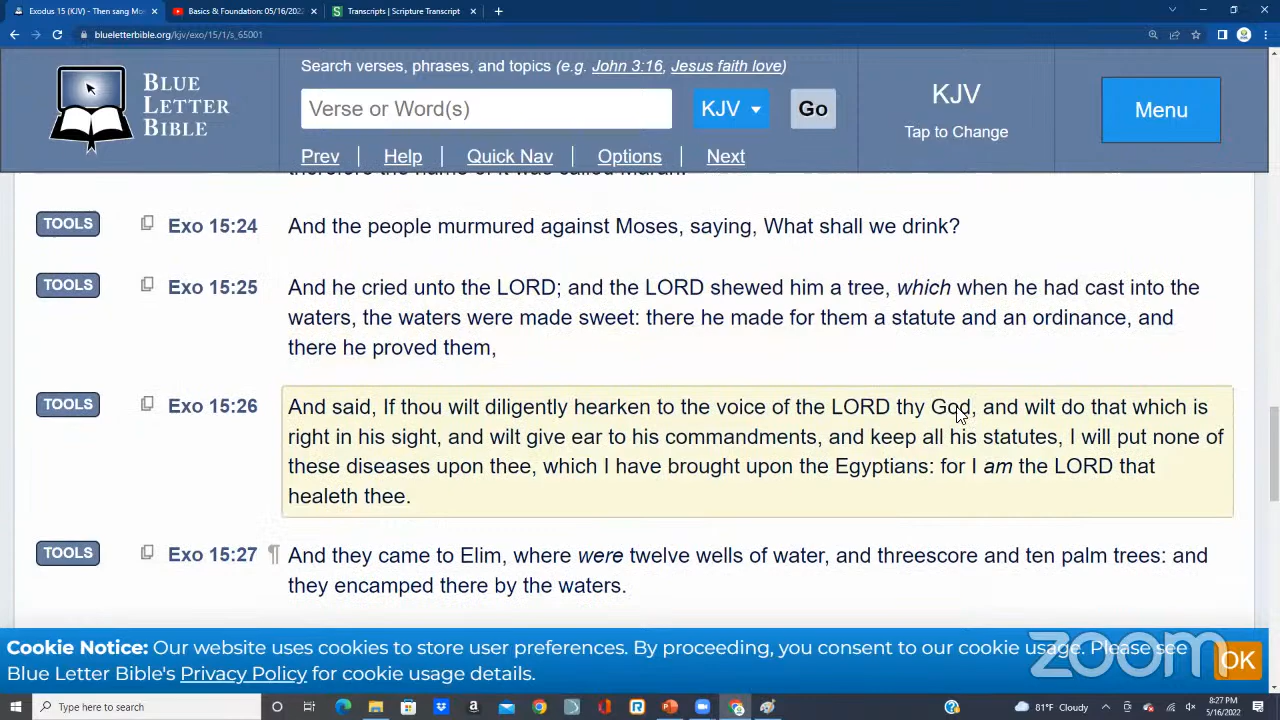 Exodus 15 (KJV) - Then sang Mo
Basics & Foundation: 05/16/202
Transcripts | Scripture Transcript
blueletterbible.org/kjv/exo/15/1/s_65001
BLUE
LETTER
BIBLE
Search verses, phrases, and topics (e.g. John 3:16, Jesus faith love)
Verse or Word(s)
KJV
Go
Prev
Help
Quick Nav
Options
Next
KJV
Tap to Change
Menu
therefore the name of it was called Marah.
TOOLS Exo 15:24 And the people murmured against Moses, saying, What shall we drink?
TOOLS Exo 15:25 And he cried unto the LORD; and the LORD shewed him a tree, which when he had cast into the
waters, the waters were made sweet: there he made for them a statute and an ordinance, and
there he proved them,
TOOLS Exo 15:26 And said, If thou wilt diligently hearken to the voice of the LORD thy God, and wilt do that which is
right in his sight, and wilt give ear to his commandments, and keep all his statutes, I will put none of
these diseases upon thee, which I have brought upon the Egyptians: for I am the LORD that
healeth thee.
TOOLS Exo 15:27 ¶ And they came to Elim, where were twelve wells of water, and threescore and ten palm trees: and
they encamped there by the waters.
Cookie Notice: Our website uses cookies to store user preferences. By proceeding, you consent to our cookie usage. Please see
Blue Letter Bible's Privacy Policy for cookie usage details.
OK
zoom
Type here to search
81°F Cloudy
8:27 PM
5/16/2022